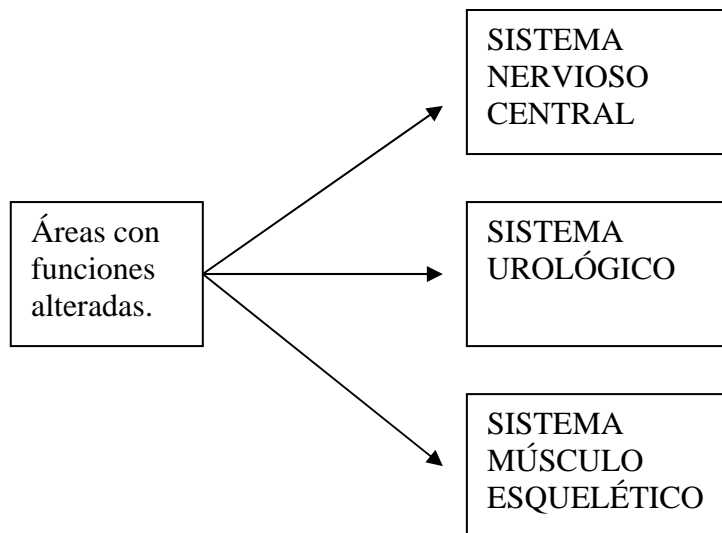 SISTEMA
NERVIOSO
CENTRAL
Áreas con
funciones
alteradas.
SISTEMA
UROLÓGICO
SISTEMA
MÚSCULO
ESQUELÉTICO